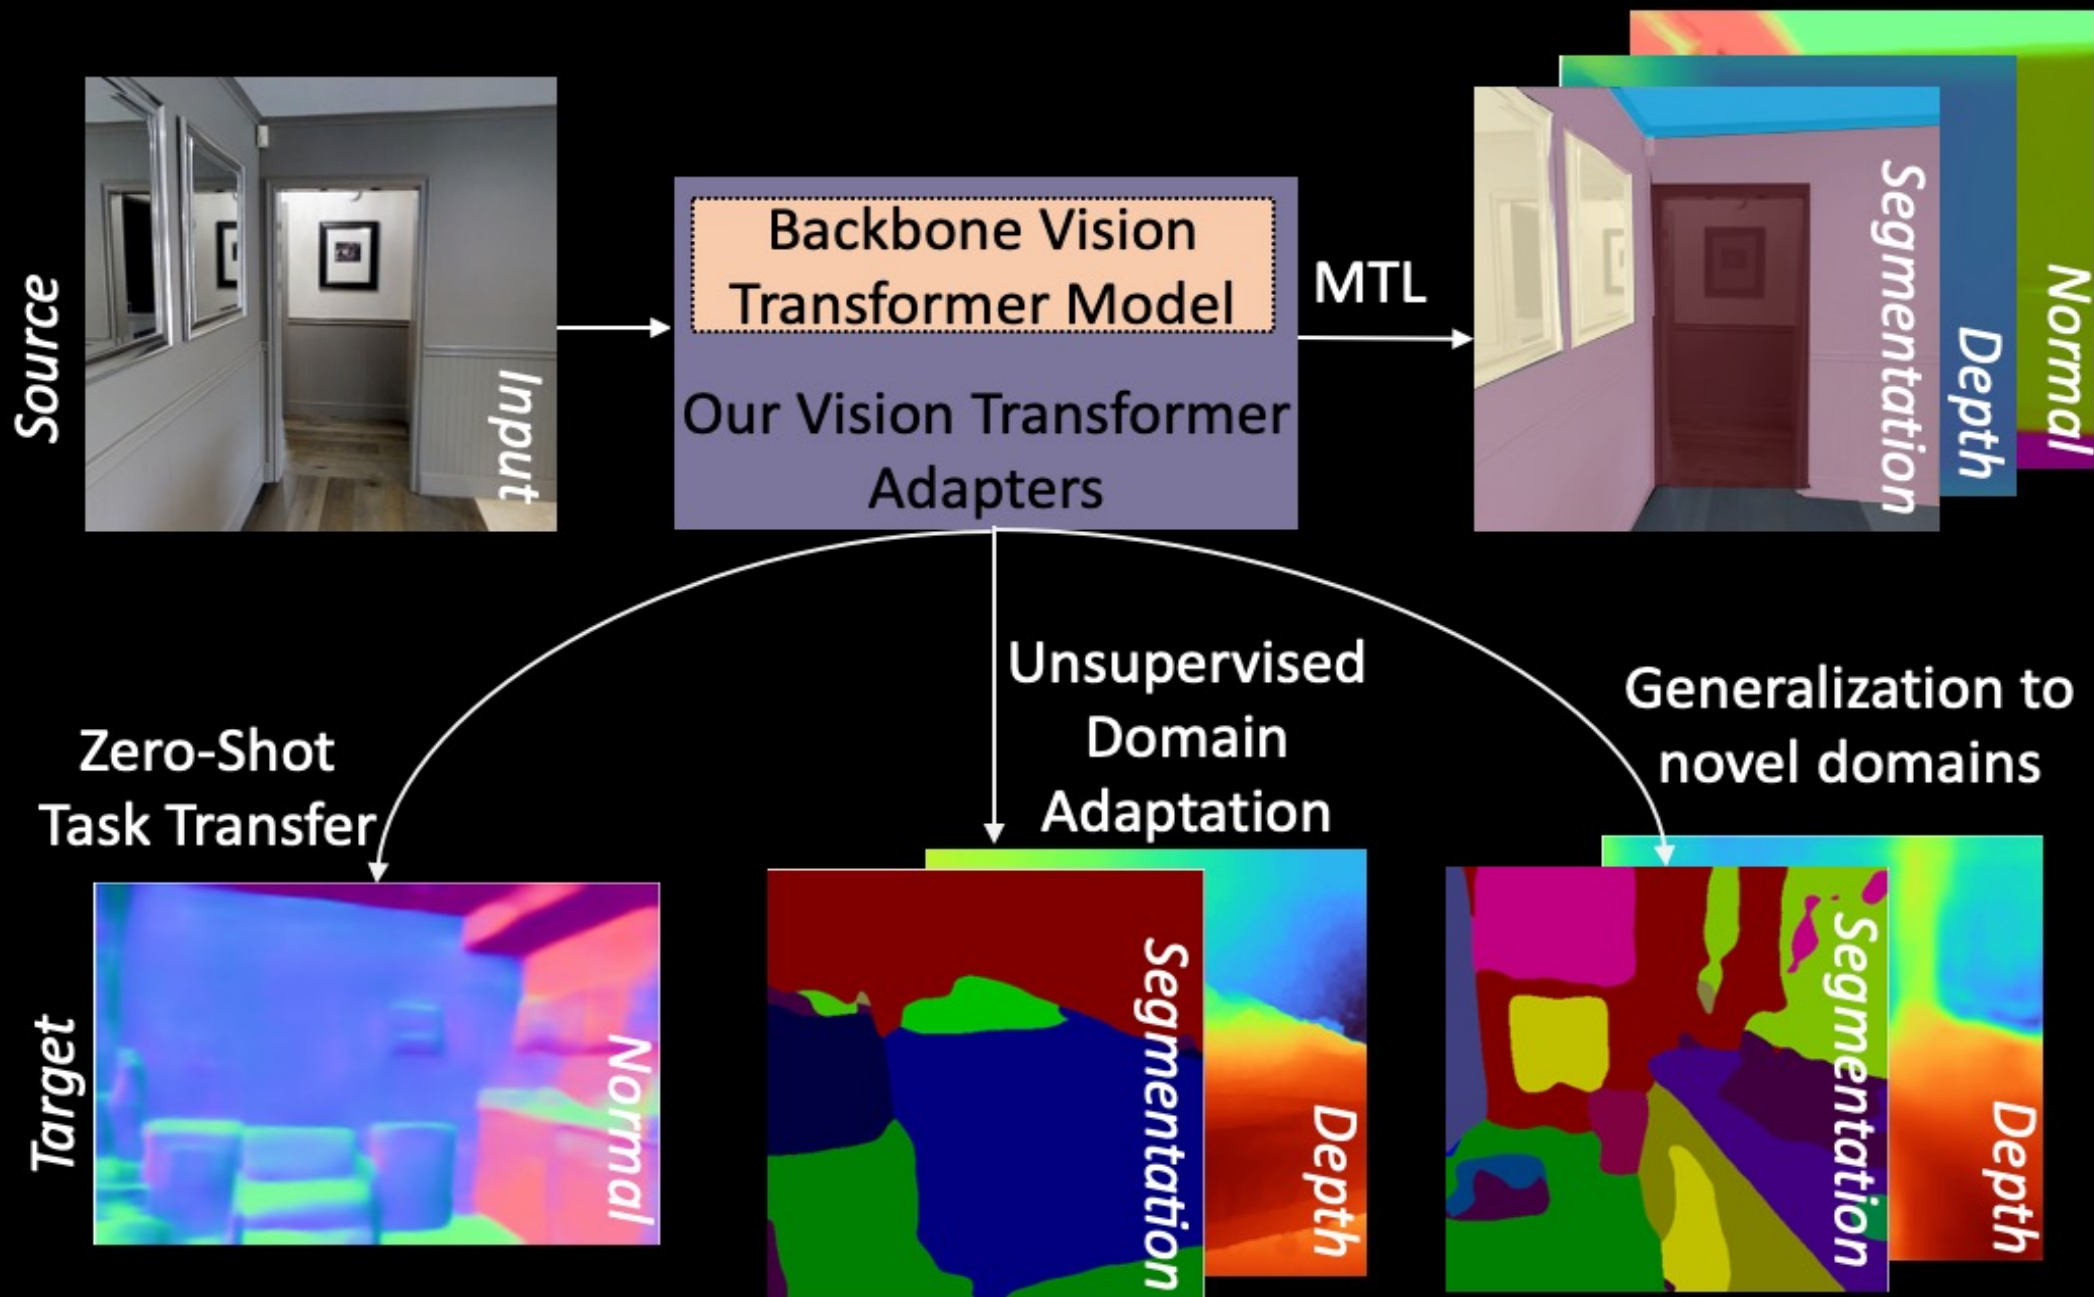 Source
Input
Backbone Vision
Transformer Model
Our Vision Transformer
Adapters
MTL
Segmentation
Depth
Normal
Zero-Shot
Task Transfer
Unsupervised
Domain
Adaptation
Generalization to
novel domains
Target
Normal
Segmentation
Depth
Segmentation
Depth